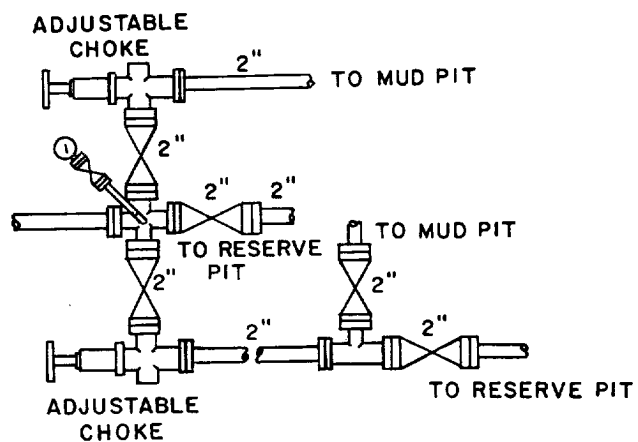 ADJUSTABLE
CHOKE
2"
TO MUD PIT
2"
2"
2"
TO RESERVE
PIT
TO MUD PIT
2"
2"
2"
2"
TO RESERVE PIT
ADJUSTABLE
CHOKE